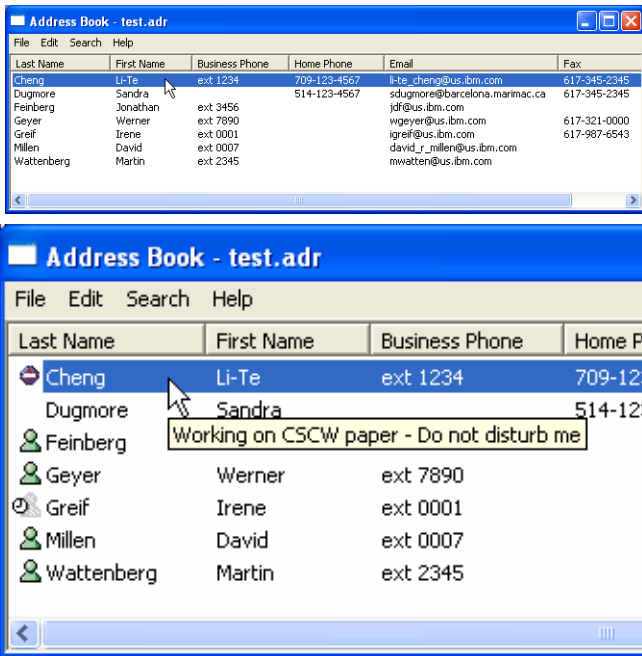 Address Book - test.adr
File Edit Search Help
Last Name First Name Business Phone Home Phone Email Fax
Cheng Li-Te ext 1234 709-123-4567 li-te_cheng@us.ibm.com 617-345-2345
Dugmore Sandra 514-123-4567 sdugmore@barcelona.marimac.ca 617-345-2345
Feinberg Jonathan ext 3456 jdf@us.ibm.com
Geyer Werner ext 7890 wgeyer@us.ibm.com 617-321-0000
Greif Irene ext 0001 igreif@us.ibm.com 617-987-6543
Millen David ext 0007 david_r_millen@us.ibm.com
Wattenberg Martin ext 2345 mwatten@us.ibm.com
Address Book - test.adr
File Edit Search Help
Last Name First Name Business Phone Home P
Cheng Li-Te ext 1234 709-12
Dugmore Sandra 514-12
Working on CSCW paper - Do not disturb me
Feinberg
Geyer Werner ext 7890
Greif Irene ext 0001
Millen David ext 0007
Wattenberg Martin ext 2345